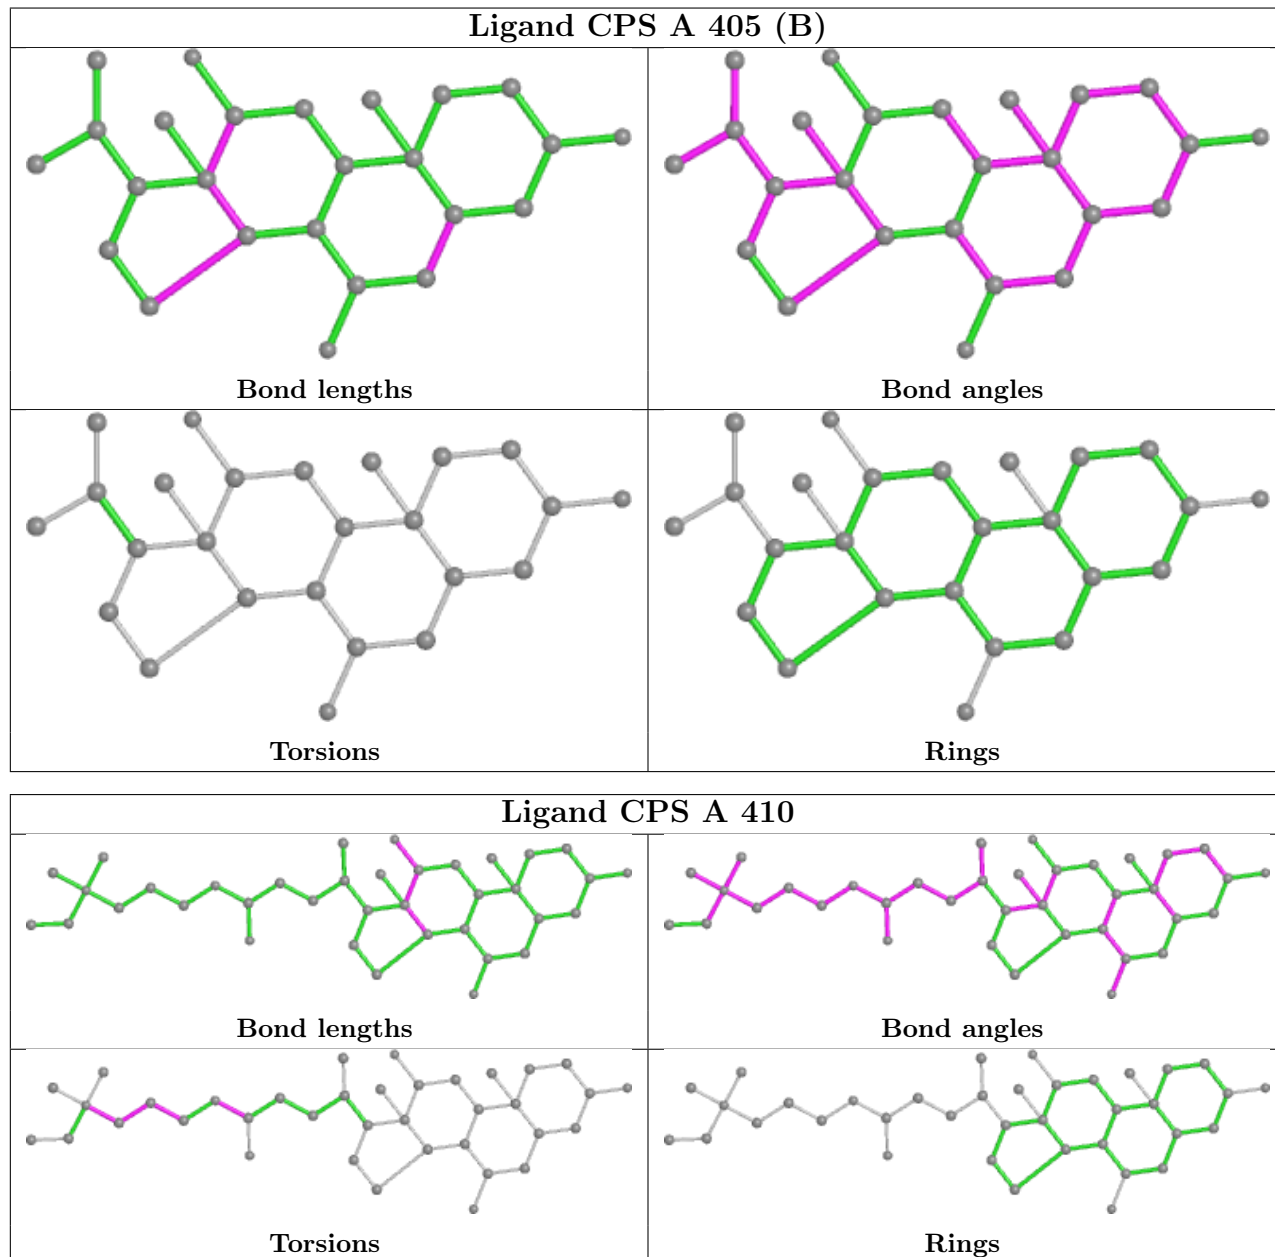 Ligand CPS A 405 (B)
Bond lengths
Bond angles
Torsions
Rings
Ligand CPS A 410
Bond lengths
Bond angles
Torsions
Rings